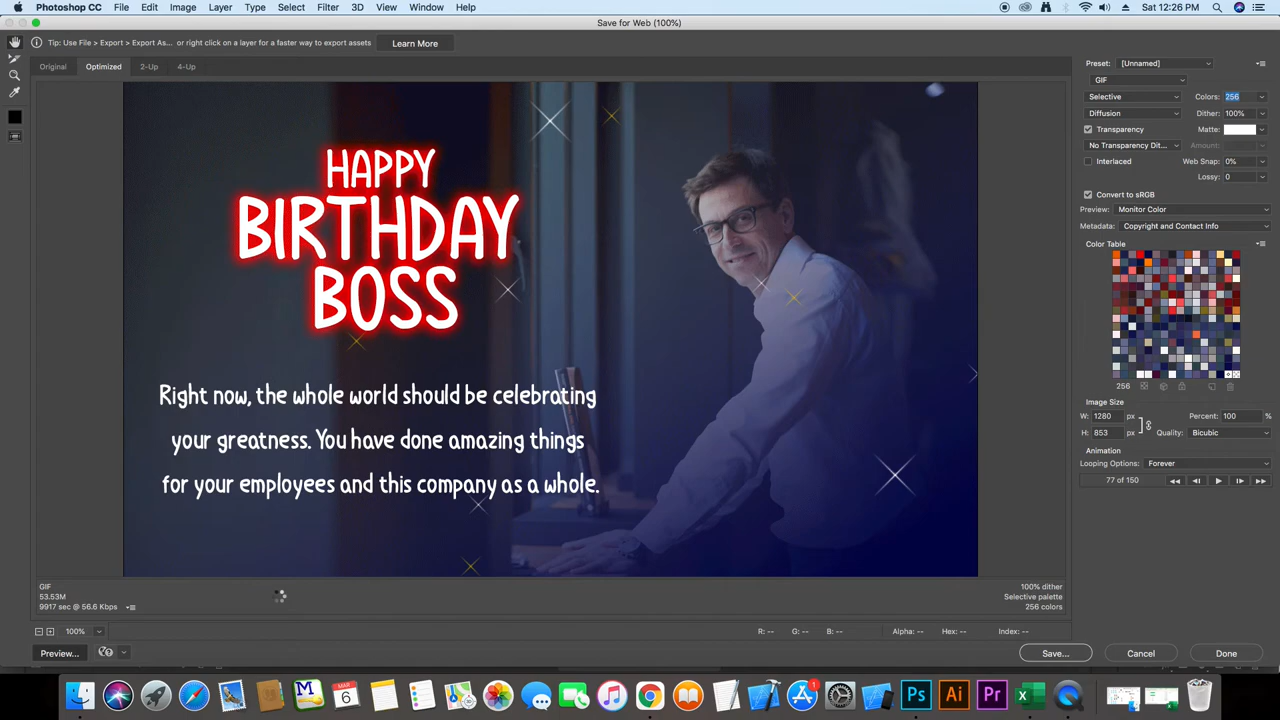 Photoshop CC File Edit Image Layer Type Select Filter 3D View Window Help Sat 12:26 PM
Save for Web (100%)
Tip: Use File > Export > Export As... or right click on a layer for a faster way to export assets Learn More
Original Optimized 2-Up 4-Up
Preset: [Unnamed]
GIF
Selective Colors: 256
Diffusion Dither: 100%
Transparency Matte:
No Transparency Dit... Amount:
Interlaced Web Snap: 0%
Lossy: 0
Convert to sRGB
Preview: Monitor Color
Metadata: Copyright and Contact Info
Color Table
256
Image Size
W: 1280 px Percent: 100 %
H: 853 px Quality: Bicubic
Animation
Looping Options: Forever
77 of 150
HAPPY
BIRTHDAY
BOSS
Right now, the whole world should be celebrating
your greatness. You have done amazing things
for your employees and this company as a whole.
GIF 100% dither
53.53M Selective palette
9917 sec @ 56.6 Kbps 256 colors
100% R: -- G: -- B: -- Alpha: -- Hex: -- Index: --
Preview... Save... Cancel Done
MAR
6
1
Ps Ai Pr